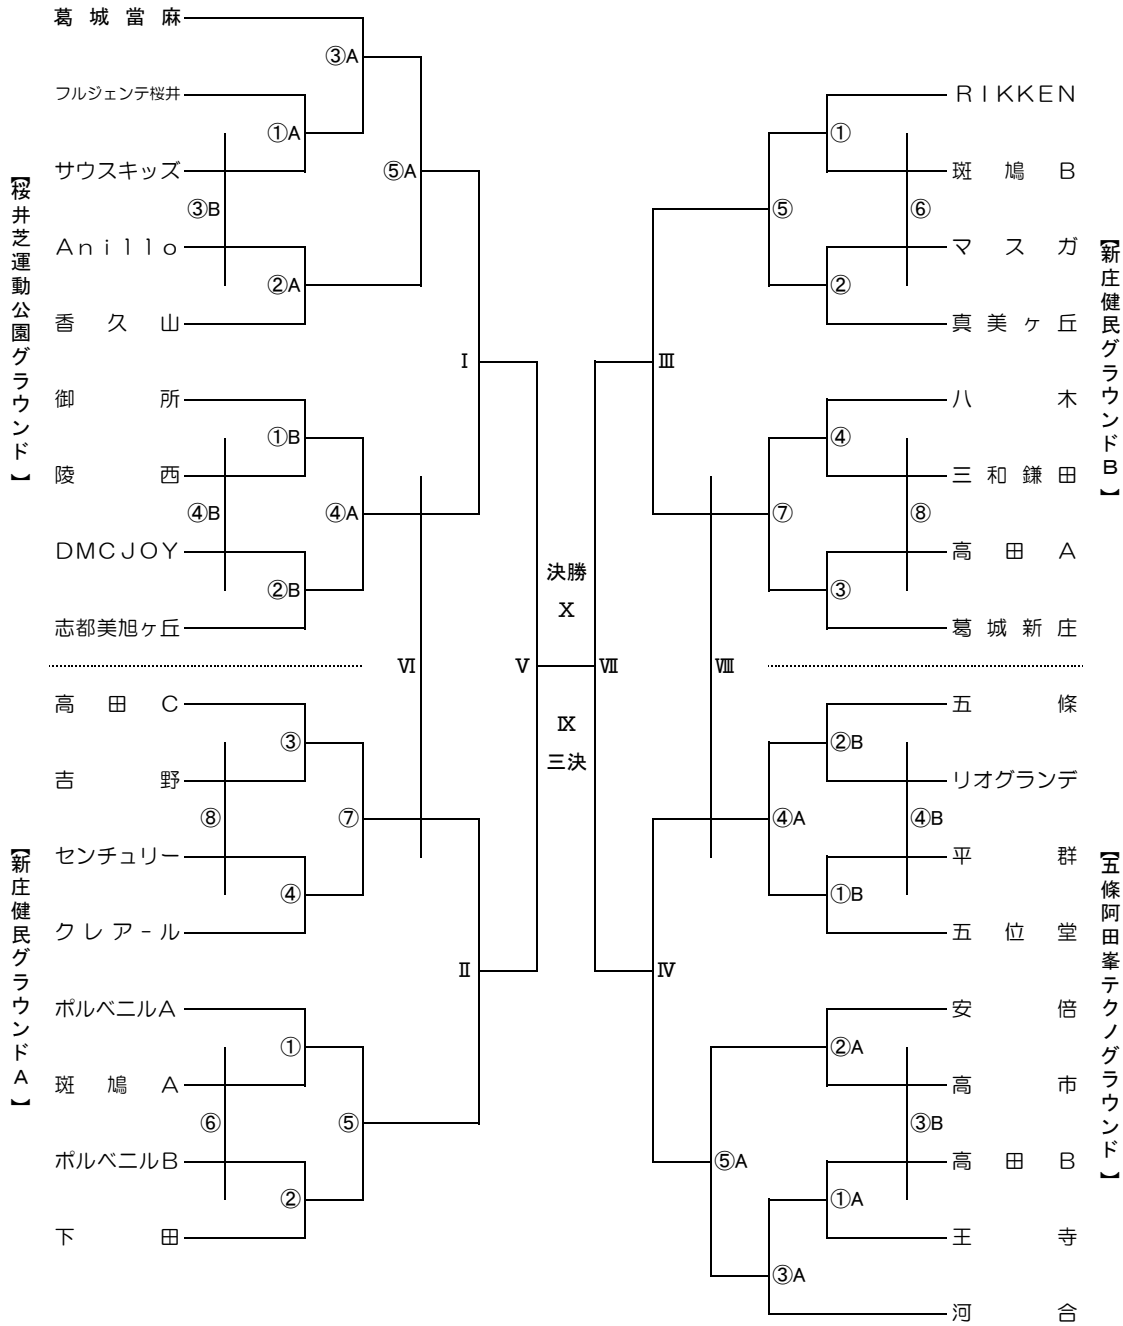 葛城當麻
③A
フルジェンテ桜井
①A
サウスキッズ
⑤A
③B
Anillo
②A
香久山
Ⅰ
御所
①B
陵西
④B
④A
DMCJOY
②B
志都美旭ヶ丘
【桜井芝運動公園グラウンド】
Ⅵ
Ⅴ
高田C
③
吉野
⑧
⑦
センチュリー
④
クレア-ル
Ⅱ
ポルベニルA
①
斑鳩A
⑥
⑤
ポルベニルB
②
下田
【新庄健民グラウンドA】
決勝
Ⅹ
Ⅸ
三決
RIKKEN
①
斑鳩B
⑤
⑥
マスガ
②
真美ヶ丘
Ⅲ
八木
④
三和鎌田
⑦
⑧
高田A
③
葛城新庄
【新庄健民グラウンドB】
Ⅶ
Ⅷ
五條
②B
リオグランデ
④A
④B
平群
①B
五位堂
Ⅳ
安倍
②A
高市
③B
⑤A
高田B
①A
王寺
③A
河合
【五條阿田峯テクノグラウンド】